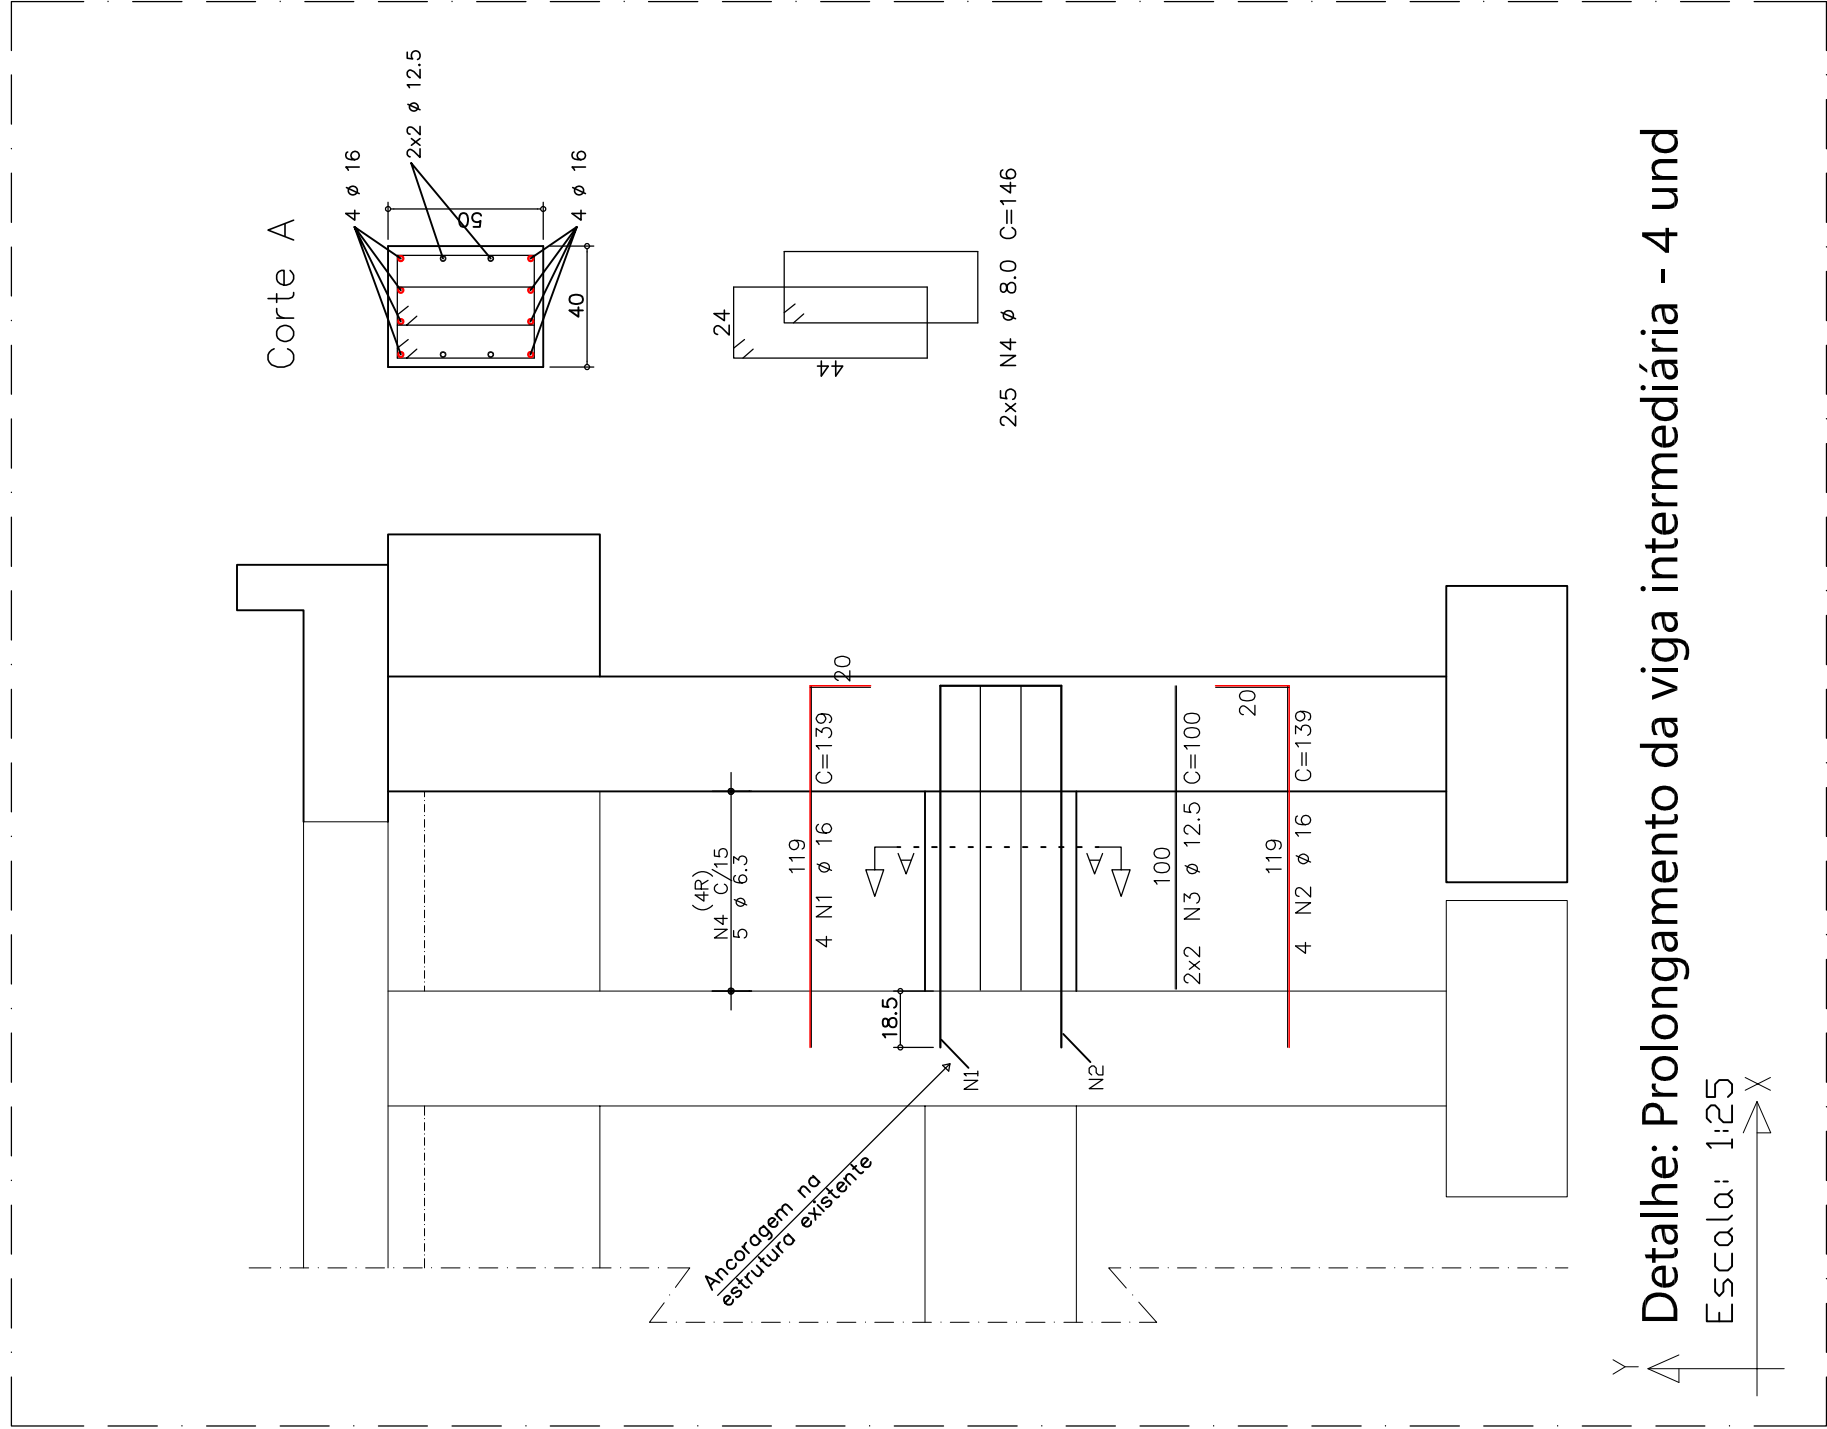 Corte A
4 ø 16
2x2 ø 12.5
50
4 ø 16
40
24
44
2x5 N4 ø 8.0 C=146
(4R)
N4 C/15
5 ø 6.3
119
20
4 N1 ø 16 C=139
18.5
A
A
N1
N2
Ancoragem na
estrutura existente
100
2x2 N3 ø 12.5 C=100
20
119
4 N2 ø 16 C=139
Detalhe: Prolongamento da viga intermediária - 4 und
Escala: 1:25
Y
X